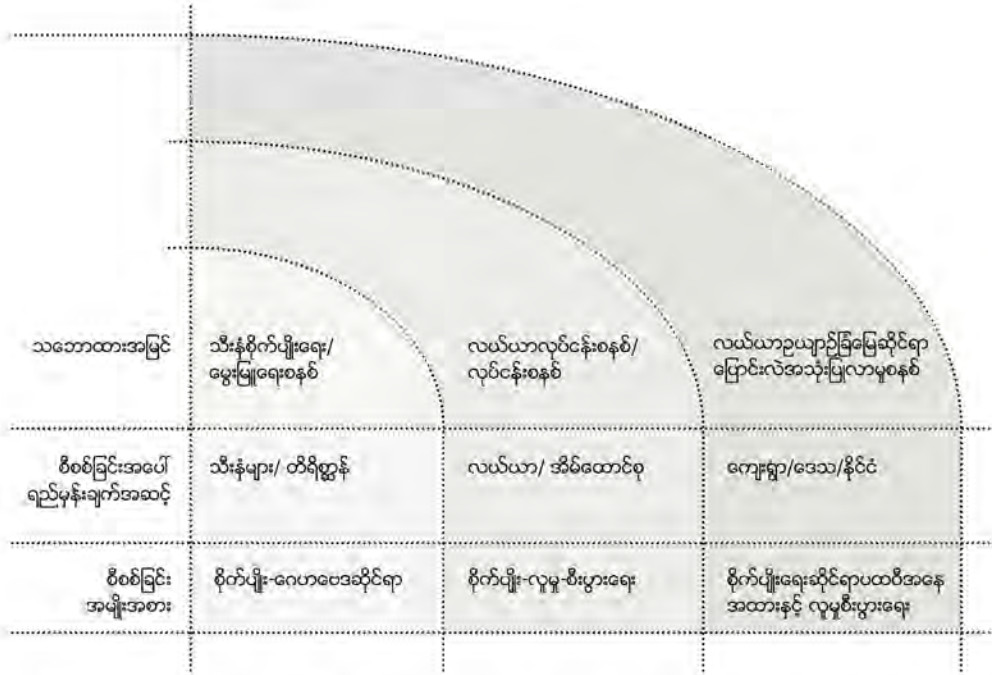 သဘောထားအမြင်
သီးနှံစိုက်ပျိုးရေး/
မွေးမြူရေးစနစ်
လယ်ယာလုပ်ငန်းစနစ်/
လုပ်ငန်းစနစ်
လယ်ယာဥယျာဉ်ခြံမြေဆိုင်ရာ
ပြောင်းလဲအသုံးပြုလာမှုစနစ်
စီစစ်ခြင်းအပေါ်
ရည်မှန်းချက်အဆင့်
သီးနှံများ/ တိရိစ္ဆာန်
လယ်ယာ/ အိမ်ထောင်စု
ကျေးရွာ/ဒေသ/နိုင်ငံ
စီစစ်ခြင်း
အမျိုးအစား
စိုက်ပျိုး-ဂေဟဗေဒဆိုင်ရာ
စိုက်ပျိုး-လူမှု-စီးပွားရေး
စိုက်ပျိုးရေးဆိုင်ရာပထဝီအနေ
အထားနှင့် လူမှုစီးပွားရေး